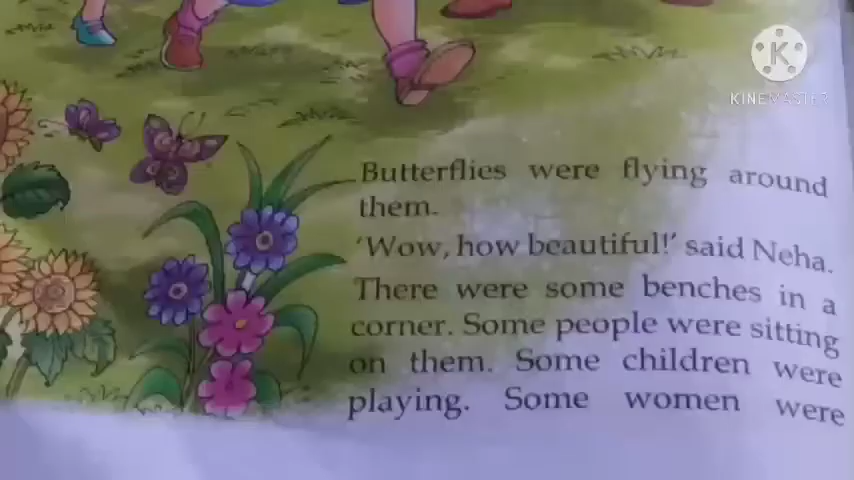 K
KINEMASTER
Butterflies were flying around
them.
'Wow, how beautiful!' said Neha.
There were some benches in a
corner. Some people were sitting
on them. Some children were
playing. Some women were